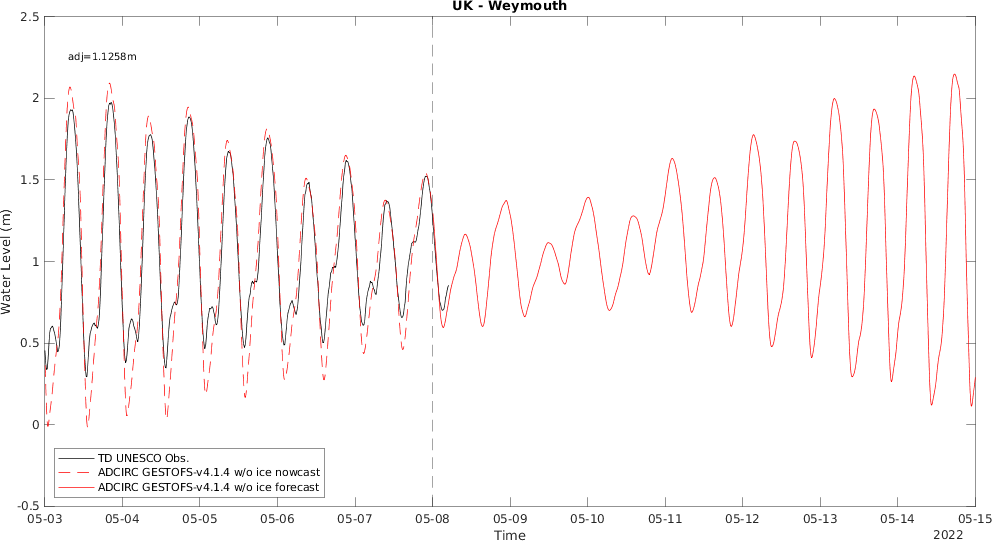 UK - Weymouth
adj=1.1258m
2.5
2
1.5
1
0.5
0
-0.5
Water Level (m)
TD UNESCO Obs.
ADCIRC GESTOFS-v4.1.4 w/o ice nowcast
ADCIRC GESTOFS-v4.1.4 w/o ice forecast
05-03 05-04 05-05 05-06 05-07 05-08 05-09 05-10 05-11 05-12 05-13 05-14 05-15
Time
2022